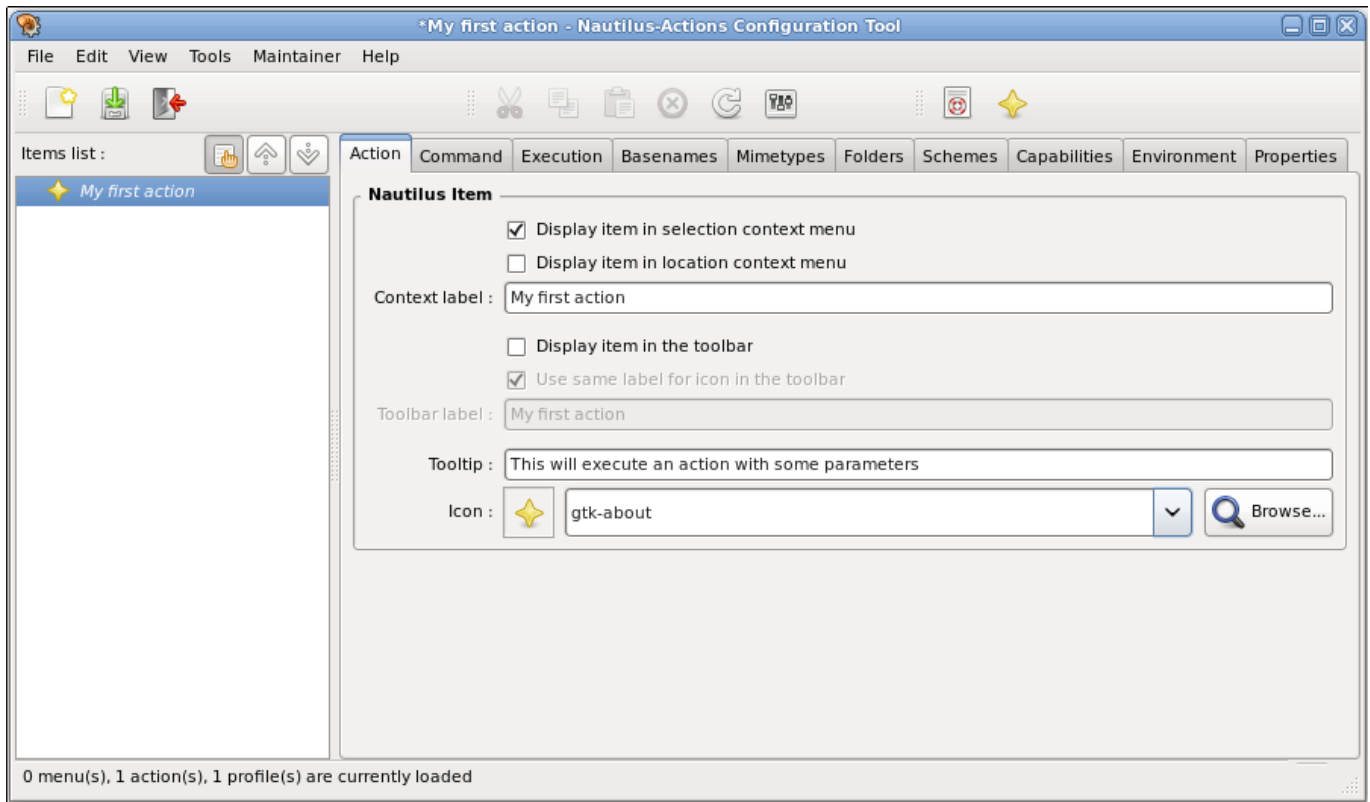 *My first action - Nautilus-Actions Configuration Tool
File Edit View Tools Maintainer Help
Items list :
My first action
Action Command Execution Basenames Mimetypes Folders Schemes Capabilities Environment Properties
Nautilus Item
Display item in selection context menu
Display item in location context menu
Context label : My first action
Display item in the toolbar
Use same label for icon in the toolbar
Toolbar label : My first action
Tooltip : This will execute an action with some parameters
Icon : gtk-about Browse...
0 menu(s), 1 action(s), 1 profile(s) are currently loaded